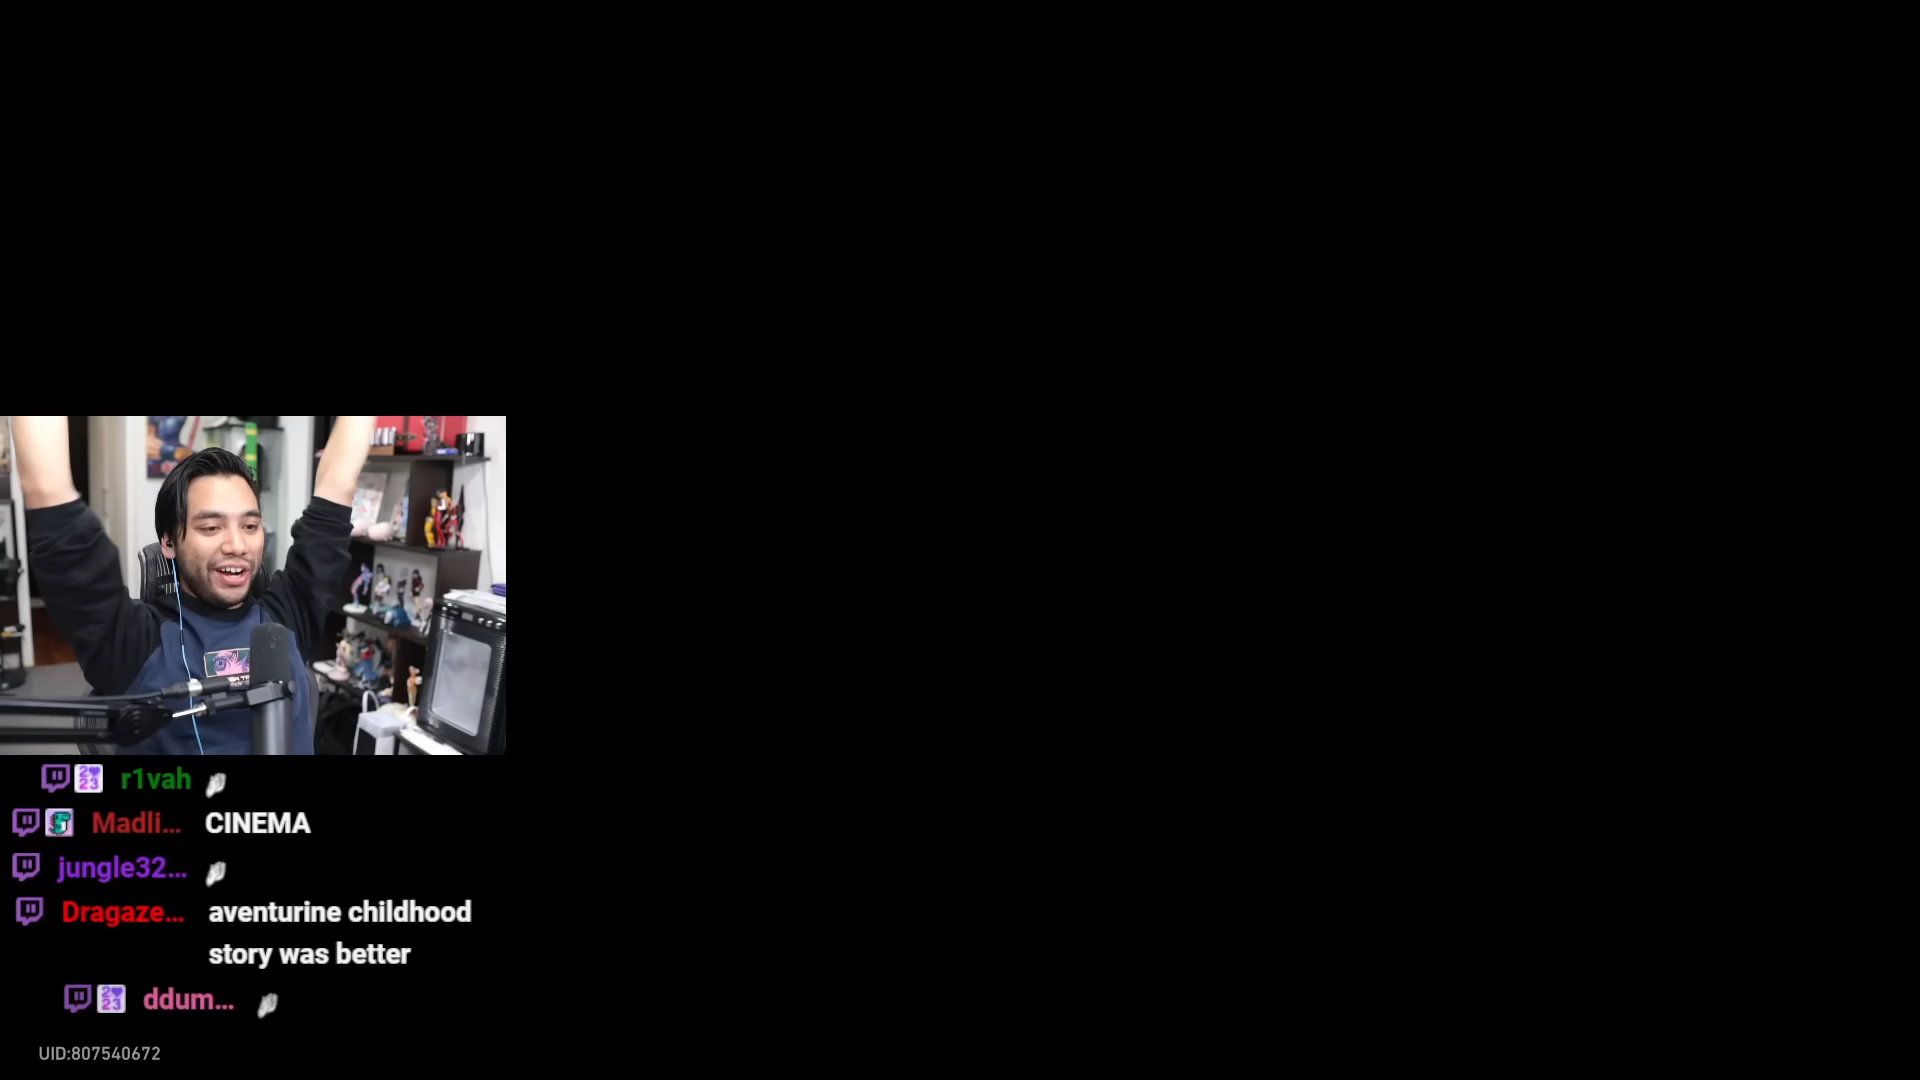 r1vah
Madli...
CINEMA
jungle32...
Dragaze...
aventurine childhood
story was better
ddum...
UID:807540672